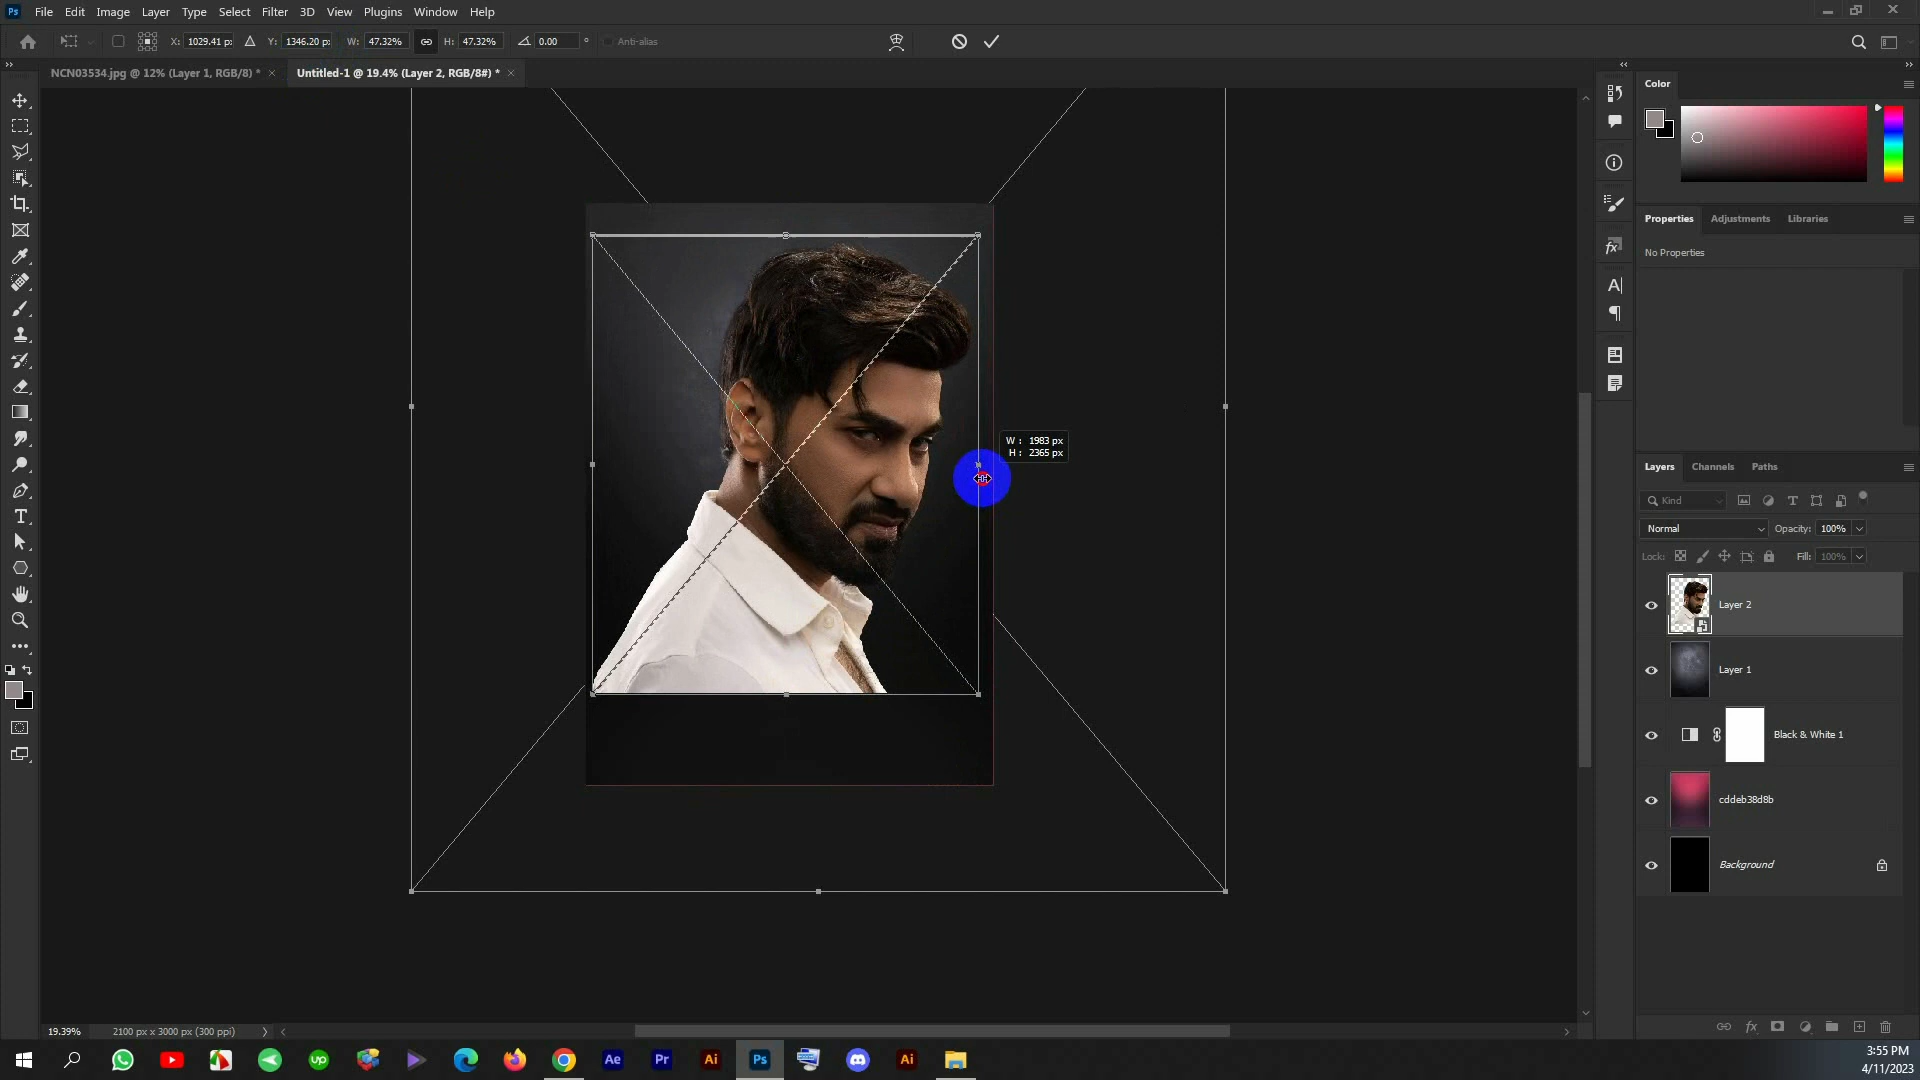 Ps File Edit Image Layer Type Select Filter 3D View Plugins Window Help
X: 1029.41 p: Y: 1346.20 p: W: 47.32% H: 47.32% 0.00 ° Anti-alias
NCN03534.jpg @ 12% (Layer 1, RGB/8) * × Untitled-1 @ 19.4% (Layer 2, RGB/8#) * ×
Color
Properties Adjustments Libraries
No Properties
W : 1983 px
H : 2365 px
Layers Channels Paths
Kind
Normal Opacity: 100%
Lock: Fill: 100%
Layer 2
Layer 1
Black & White 1
cddeb38d8b
Background
19.39% 2100 px x 3000 px (300 ppi)
up Ae Pr Ai Ps Ai
3:55 PM
4/11/2023